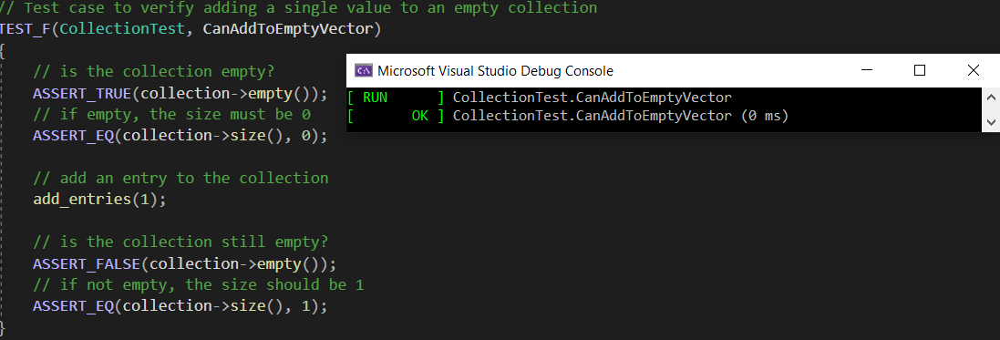 // Test case to verify adding a single value to an empty collection
TEST_F(CollectionTest, CanAddToEmptyVector)
{
// is the collection empty?
ASSERT_TRUE(collection->empty());
// if empty, the size must be 0
ASSERT_EQ(collection->size(), 0);
// add an entry to the collection
add_entries(1);
// is the collection still empty?
ASSERT_FALSE(collection->empty());
// if not empty, the size should be 1
ASSERT_EQ(collection->size(), 1);
}
C:\ Microsoft Visual Studio Debug Console
[ RUN      ] CollectionTest.CanAddToEmptyVector
[       OK ] CollectionTest.CanAddToEmptyVector (0 ms)